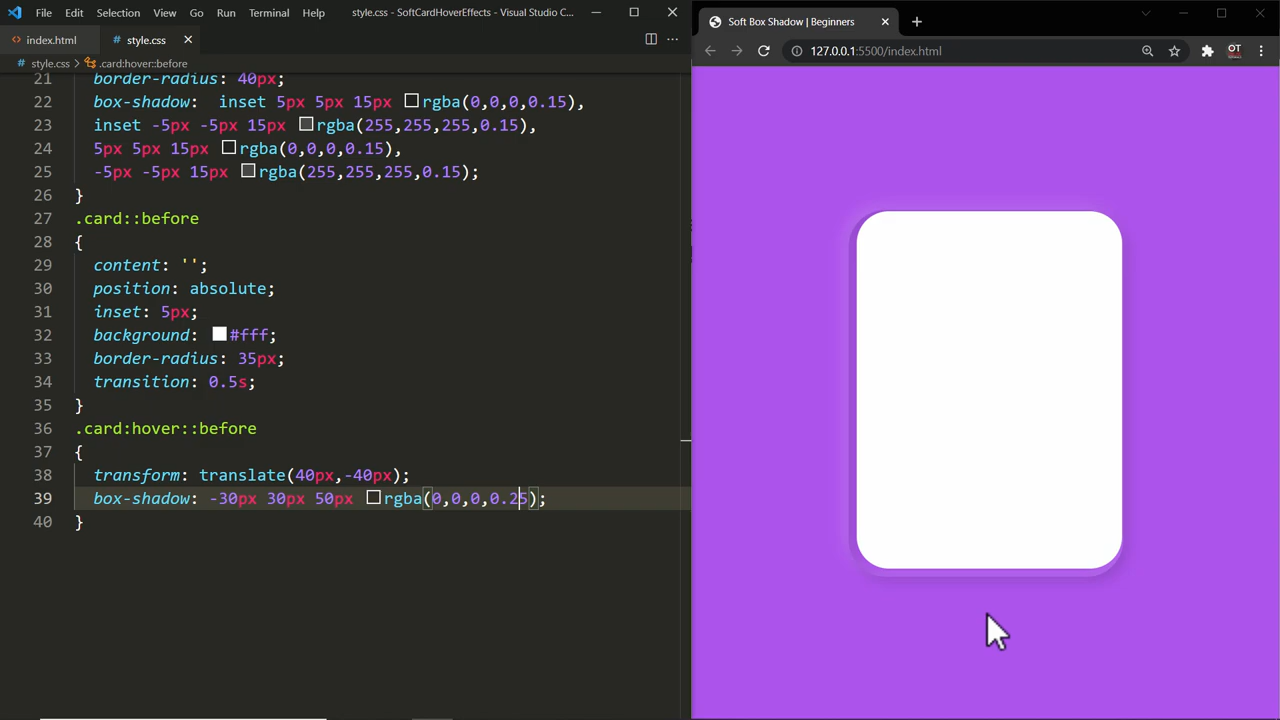 File Edit Selection View Go Run Terminal Help style.css - SoftCardHoverEffects - Visual Studio C...
Soft Box Shadow | Beginners
index.html style.css
127.0.0.1:5500/index.html
OT
style.css > .card:hover::before
21 border-radius: 40px;
22 box-shadow:  inset 5px 5px 15px rgba(0,0,0,0.15),
23 inset -5px -5px 15px rgba(255,255,255,0.15),
24 5px 5px 15px rgba(0,0,0,0.15),
25 -5px -5px 15px rgba(255,255,255,0.15);
26 }
27 .card::before
28 {
29 content: '';
30 position: absolute;
31 inset: 5px;
32 background: #fff;
33 border-radius: 35px;
34 transition: 0.5s;
35 }
36 .card:hover::before
37 {
38 transform: translate(40px,-40px);
39 box-shadow: -30px 30px 50px rgba(0,0,0,0.25);
40 }